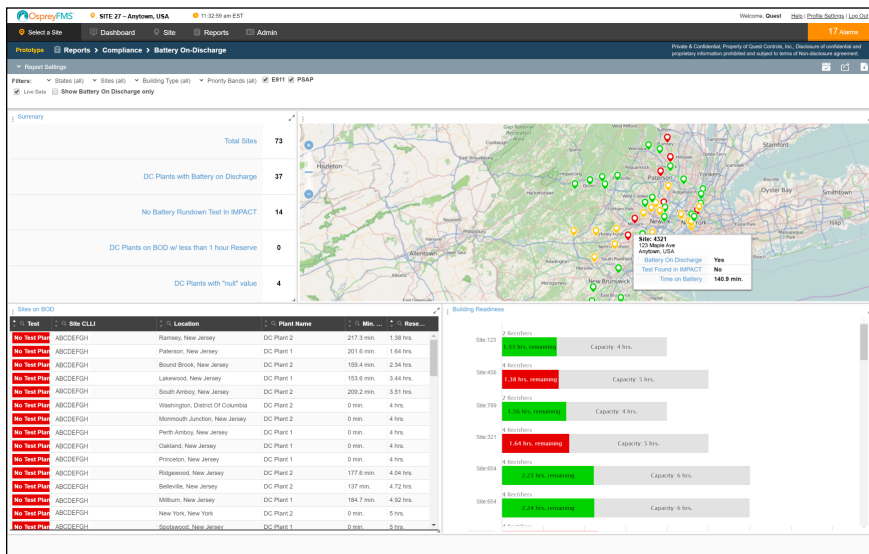 OspreyFMS SITE 27 – Anytown, USA 11:32:59 am EST Welcome, Quest Help | Profile Settings | Log Out
Select a Site Dashboard Site Reports Admin 17 Alarms
Prototype Reports > Compliance > Battery On-Discharge
Private & Confidential, Property of Quest Controls, Inc., Disclosure of confidential and
proprietary information prohibited and subject to terms of Non-disclosure agreement.
Report Settings
Filters: States (all) Sites (all) Building Type (all) Priority Bands (all) E911 PSAP
Live Data Show Battery On Discharge only
Summary
Total Sites 73
DC Plants with Battery on Discharge 37
No Battery Rundown Test In IMPACT 14
DC Plants on BOD w/ less than 1 hour Reserve 0
DC Plants with "null" value 4
Hazleton
Allentown
Paterson
Yonkers
Stamford
Oyster Bay
Smithtown
Islip
Newark
New York
New Brunswick
Site: 4321
123 Maple Ave
Anytown, USA
Battery On Discharge Yes
Test Found in IMPACT No
Time on Battery 140.9 min.
Sites on BOD
Test Site CLLI Location Plant Name Min. ... Rese...
No Test Plan ABCDEFGH Ramsey, New Jersey DC Plant 2 217.3 min. 1.38 hrs.
No Test Plan ABCDEFGH Paterson, New Jersey DC Plant 1 201.6 min. 1.64 hrs.
No Test Plan ABCDEFGH Bound Brook, New Jersey DC Plant 2 159.4 min. 2.34 hrs.
No Test Plan ABCDEFGH Lakewood, New Jersey DC Plant 1 153.6 min. 3.44 hrs.
No Test Plan ABCDEFGH South Amboy, New Jersey DC Plant 2 209.2 min. 3.51 hrs.
No Test Plan ABCDEFGH Washington, District Of Columbia DC Plant 2 0 min. 4 hrs.
No Test Plan ABCDEFGH Monmouth Junction, New Jersey DC Plant 2 0 min. 4 hrs.
No Test Plan ABCDEFGH Perth Amboy, New Jersey DC Plant 1 0 min. 4 hrs.
No Test Plan ABCDEFGH Oakland, New Jersey DC Plant 1 0 min. 4 hrs.
No Test Plan ABCDEFGH Princeton, New Jersey DC Plant 1 0 min. 4 hrs.
No Test Plan ABCDEFGH Ridgewood, New Jersey DC Plant 2 177.6 min. 4.04 hrs.
No Test Plan ABCDEFGH Belleville, New Jersey DC Plant 2 137 min. 4.72 hrs.
No Test Plan ABCDEFGH Millburn, New Jersey DC Plant 1 184.7 min. 4.92 hrs.
No Test Plan ABCDEFGH New York, New York DC Plant 2 0 min. 5 hrs.
No Test Plan ABCDEFGH Spotswood, New Jersey DC Plant 1 0 min. 5 hrs.
Building Readiness
2 Rectifiers
Site:123 1.33 hrs. remaining Capacity: 4 hrs.
4 Rectifiers
Site:456 1.38 hrs. remaining Capacity: 5 hrs.
2 Rectifiers
Site:789 1.56 hrs. remaining Capacity: 4 hrs.
4 Rectifiers
Site:321 1.64 hrs. remaining Capacity: 5 hrs.
4 Rectifiers
Site:654 2.23 hrs. remaining Capacity: 6 hrs.
4 Rectifiers
Site:654 2.24 hrs. remaining Capacity: 6 hrs.